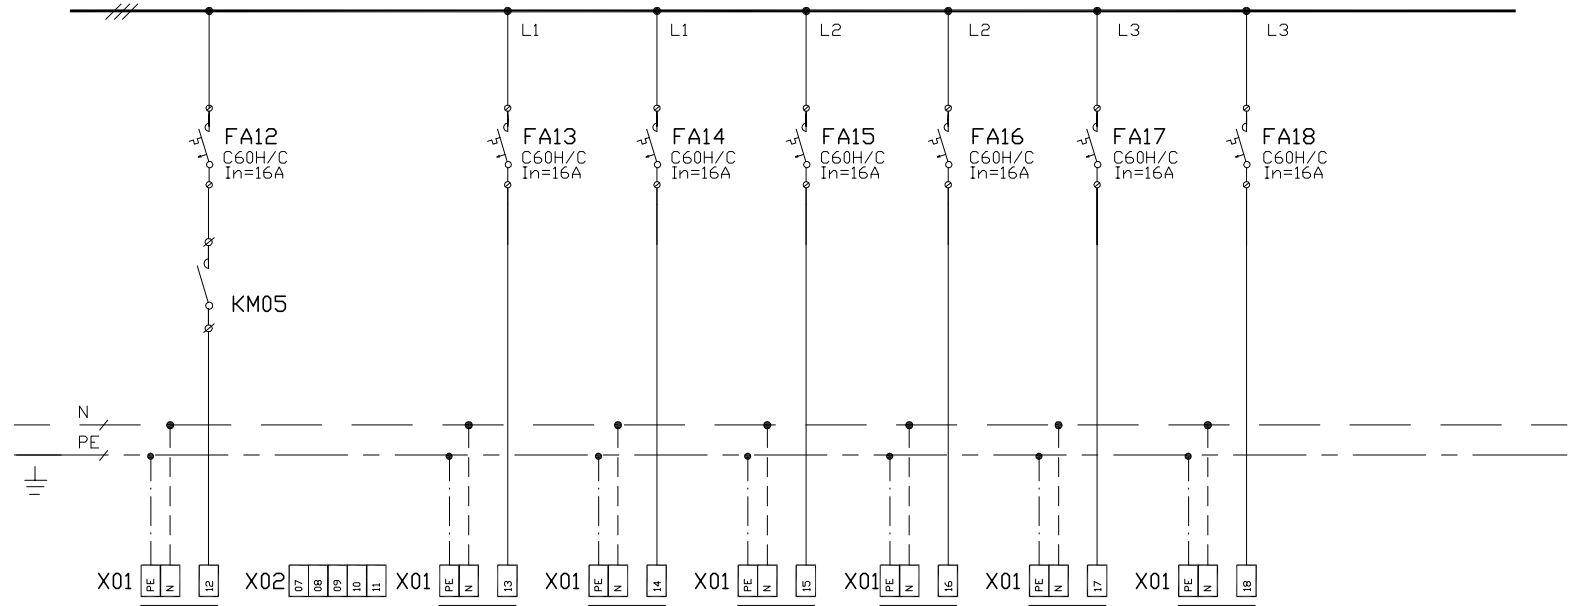 L1
L1
L2
L2
L3
L3
FA12
C60H/C
In=16A
FA13
C60H/C
In=16A
FA14
C60H/C
In=16A
FA15
C60H/C
In=16A
FA16
C60H/C
In=16A
FA17
C60H/C
In=16A
FA18
C60H/C
In=16A
KM05
N
PE
X01 PE N 12
X02 07 08 09 10 11
X01 PE N 13
X01 PE N 14
X01 PE N 15
X01 PE N 16
X01 PE N 17
X01 PE N 18